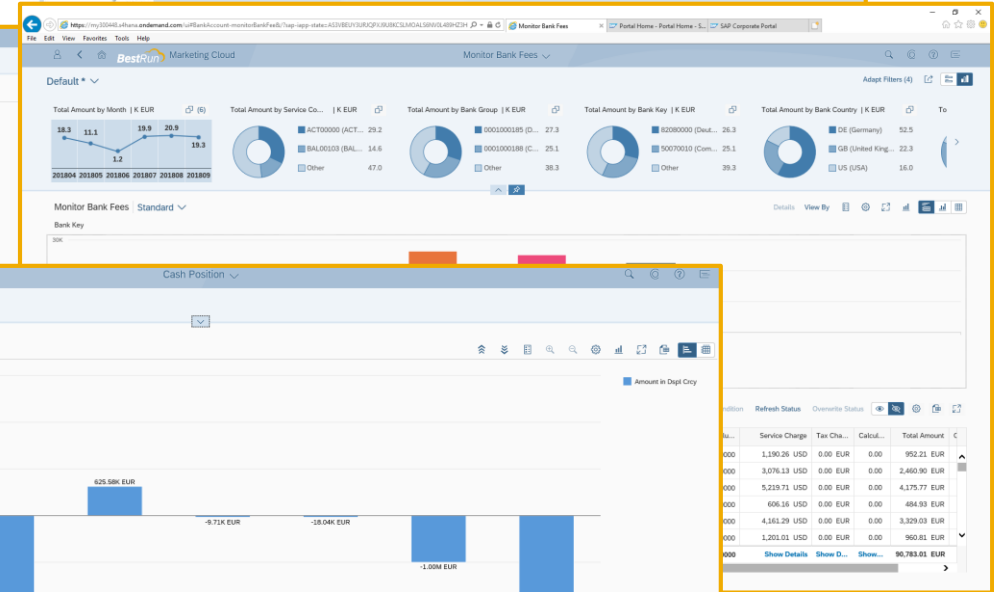 Monitor Bank Fees
Portal Home - Portal Home - S...
SAP Corporate Portal
File Edit View Favorites Tools Help
BestRun Marketing Cloud
Monitor Bank Fees
Default *
Adapt Filters (4)
Total Amount by Month | K EUR (6)
18.3 11.1 1.2 19.9 20.9 19.3
201804 201805 201806 201807 201808 201809
Total Amount by Service Co... | K EUR
ACT00000 (ACT... 29.2
BAL00103 (BAL... 14.6
Other 47.0
Total Amount by Bank Group | K EUR
0001000185 (D... 27.3
0001000188 (C... 25.1
Other 38.3
Total Amount by Bank Key | K EUR
82080000 (Deut... 26.3
50070010 (Com... 25.1
Other 39.3
Total Amount by Bank Country | K EUR
DE (Germany) 52.5
GB (United King... 22.3
US (USA) 16.0
To
Monitor Bank Fees Standard
Details View By
Bank Key
30K
Cash Position
Amount in Dspl Crcy
625.58K EUR
-9.71K EUR
-18.04K EUR
-1.00M EUR
ndition Refresh Status Overwrite Status
lu... Service Charge Tax Cha... Calcul... Total Amount C
000 1,190.26 USD 0.00 EUR 0.00 952.21 EUR
000 3,076.13 USD 0.00 EUR 0.00 2,460.90 EUR
000 5,219.71 USD 0.00 EUR 0.00 4,175.77 EUR
000 606.16 USD 0.00 EUR 0.00 484.93 EUR
000 4,161.29 USD 0.00 EUR 0.00 3,329.03 EUR
000 1,201.01 USD 0.00 EUR 0.00 960.81 EUR
000 Show Details Show D... Show... 90,783.01 EUR